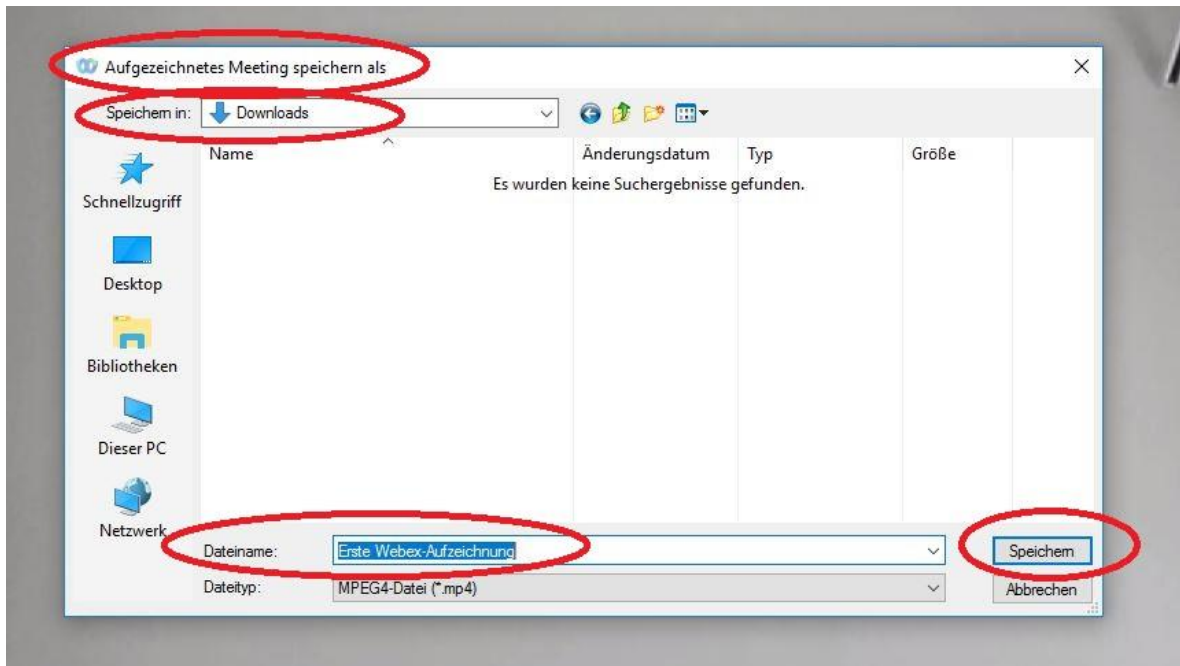 Aufgezeichnetes Meeting speichern als
Speichern in: Downloads
Name Änderungsdatum Typ Größe
Es wurden keine Suchergebnisse gefunden.
Schnellzugriff
Desktop
Bibliotheken
Dieser PC
Netzwerk
Dateiname: Erste Webex-Aufzeichnung Speichern
Dateityp: MPEG4-Datei (*.mp4) Abbrechen